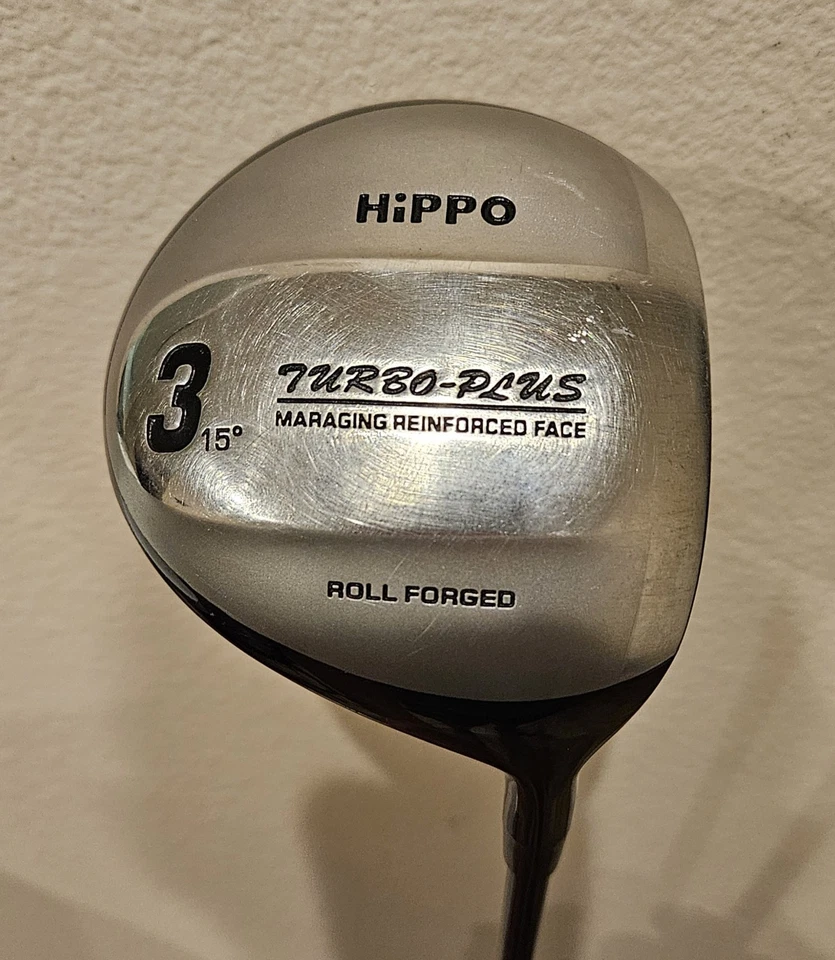 HiPPO
3 15°
TURBO-PLUS
MARAGING REINFORCED FACE
ROLL FORGED